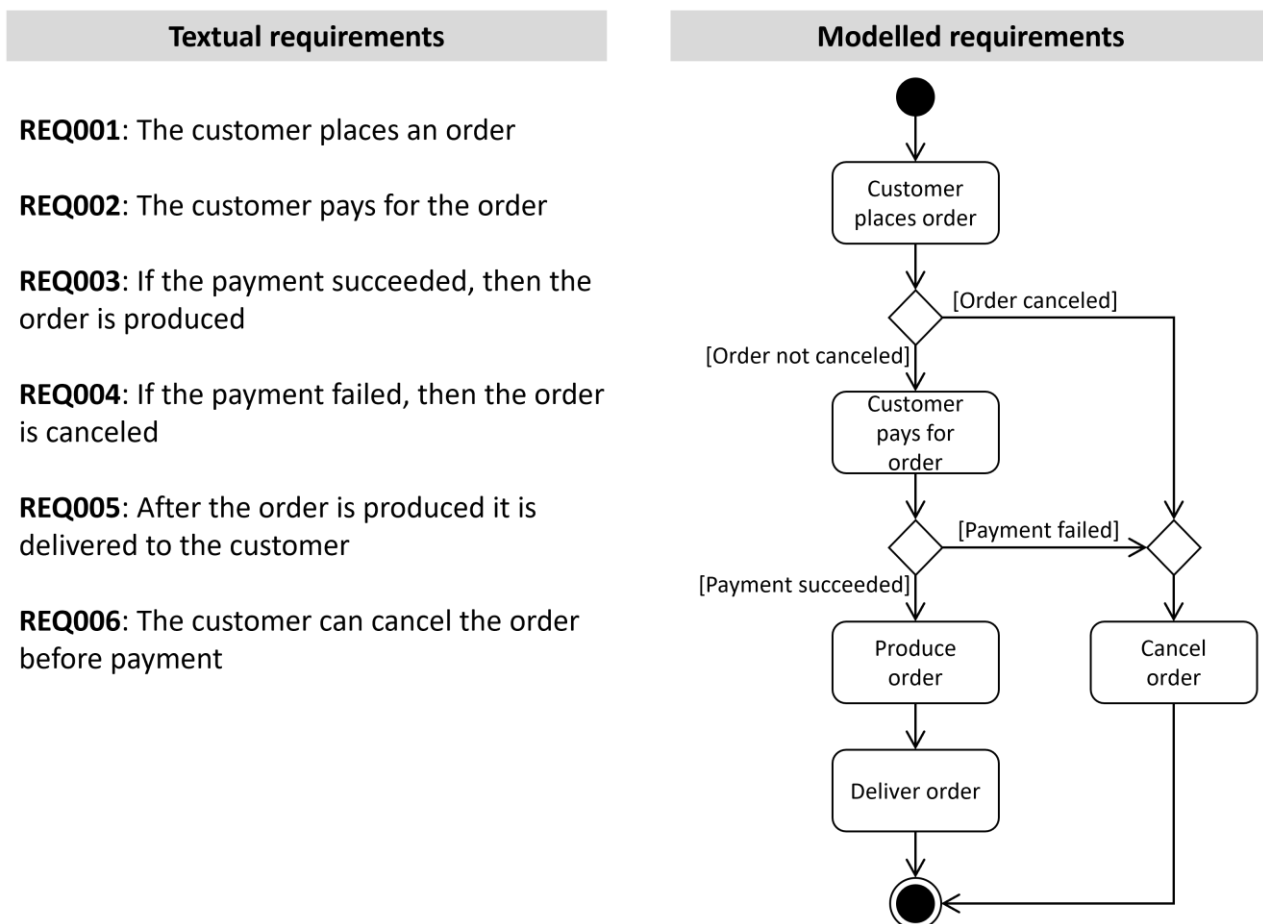 Textual requirements
REQ001: The customer places an order
REQ002: The customer pays for the order
REQ003: If the payment succeeded, then the
order is produced
REQ004: If the payment failed, then the order
is canceled
REQ005: After the order is produced it is
delivered to the customer
REQ006: The customer can cancel the order
before payment
Modelled requirements
Customer
places order
[Order canceled]
[Order not canceled]
Customer
pays for
order
[Payment failed]
[Payment succeeded]
Produce
order
Cancel
order
Deliver order